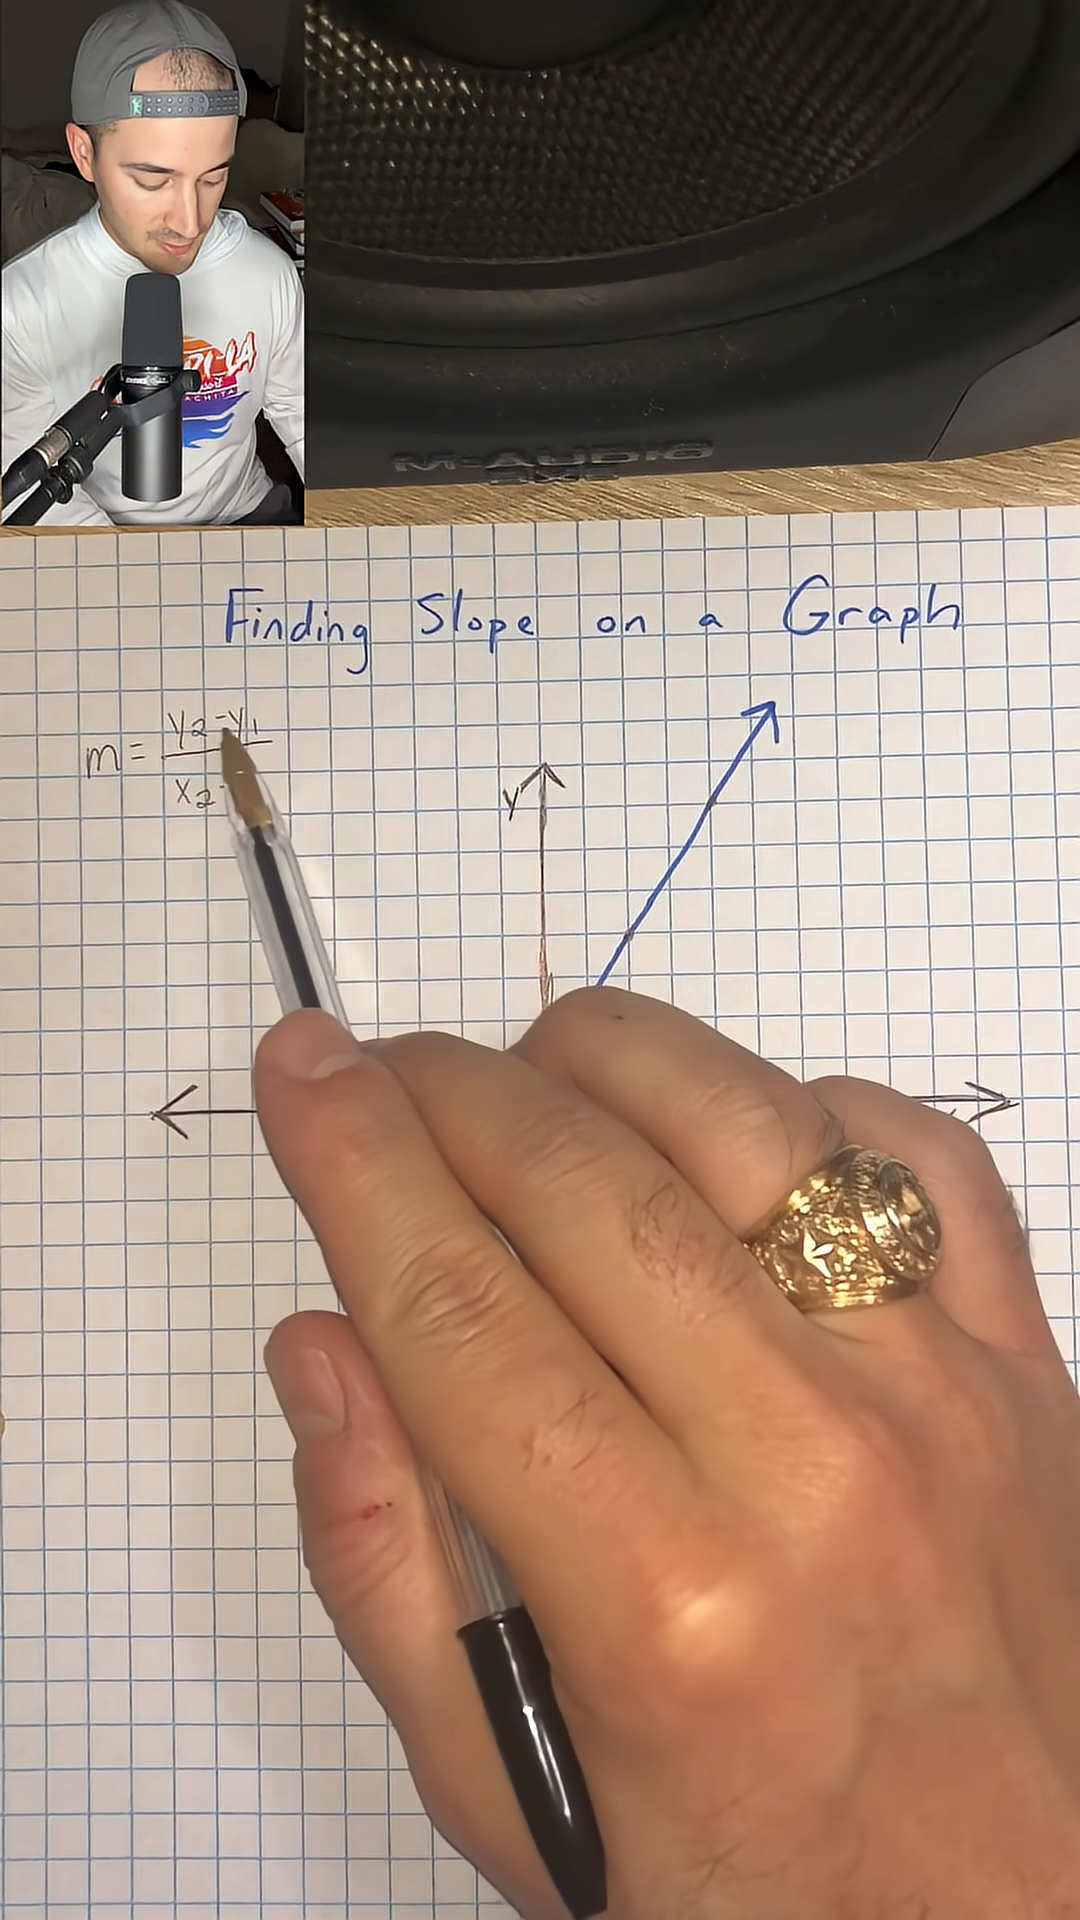 M-AUDIO
Finding Slope on a Graph
m = y2-y1
x2
y